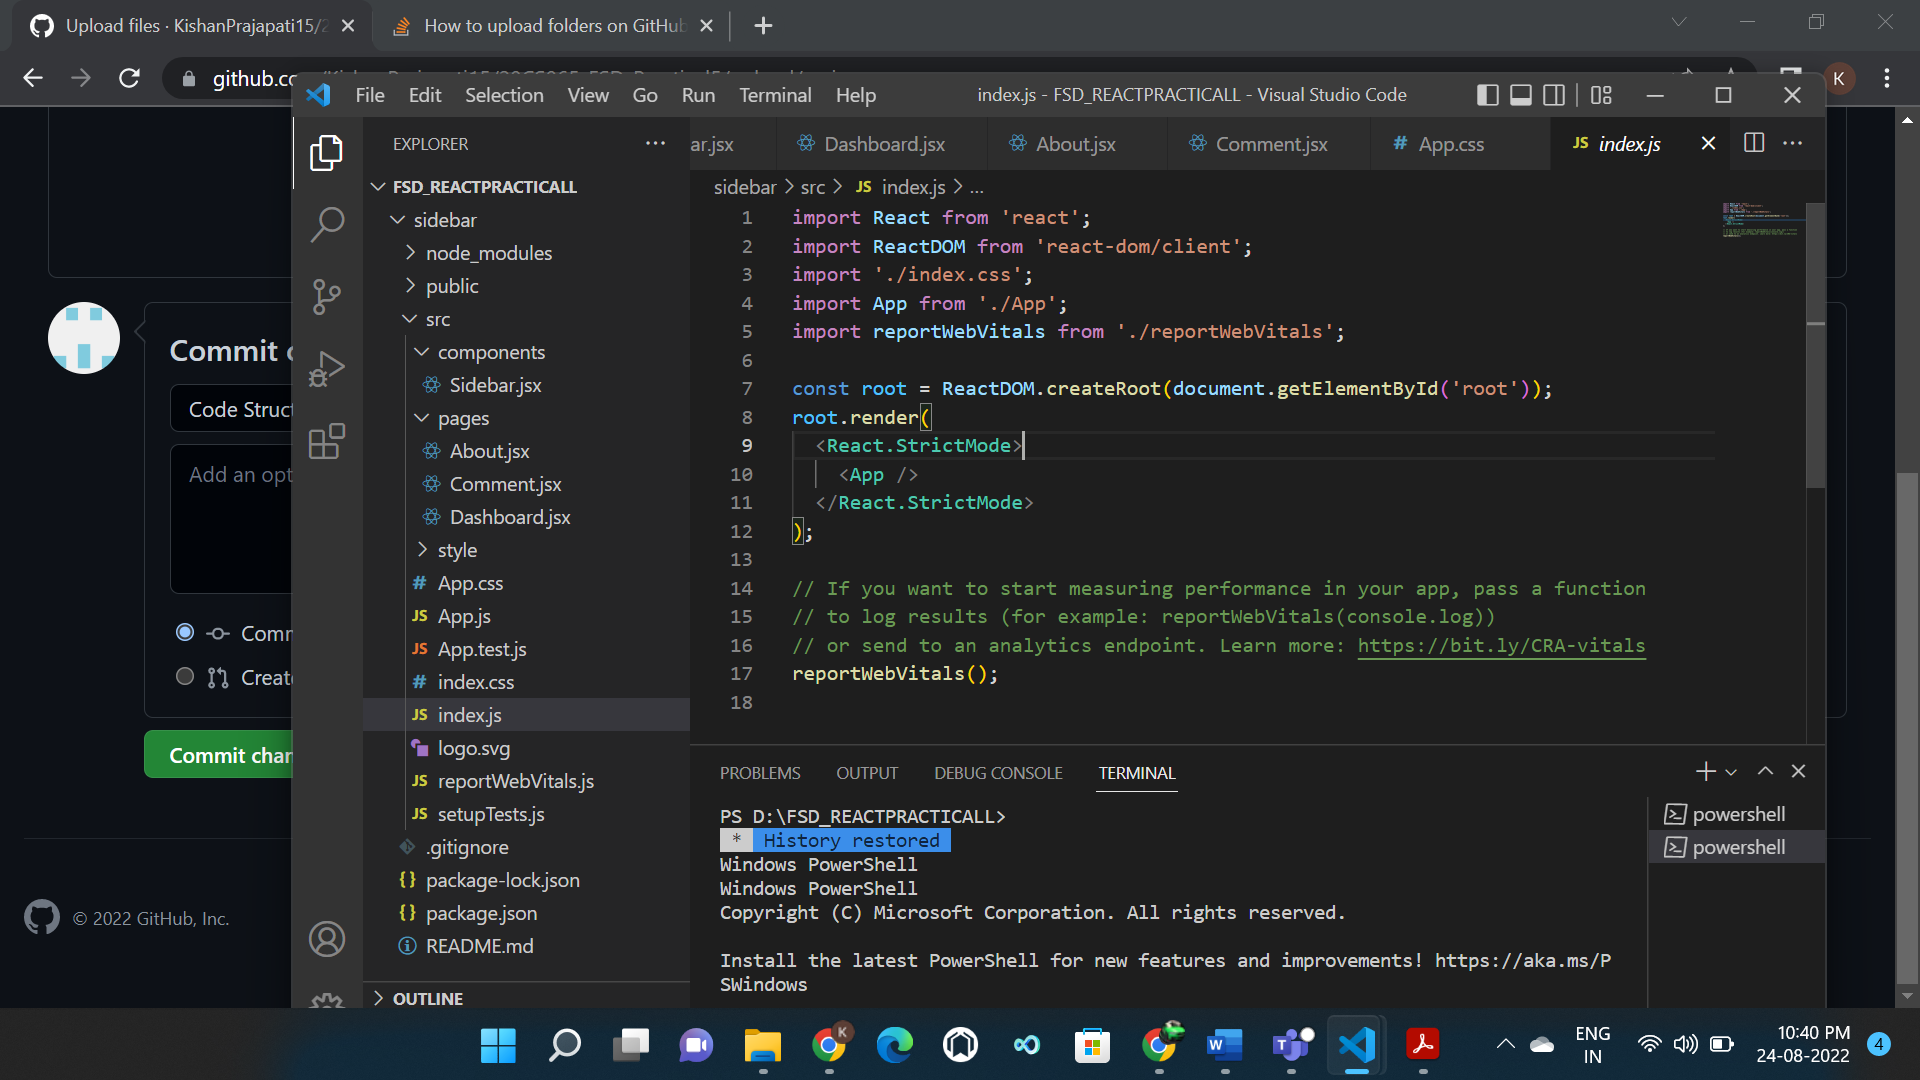 Upload files · KishanPrajapati15/2
How to upload folders on GitHub
github.co
K
File Edit Selection View Go Run Terminal Help
index.js - FSD_REACTPRACTICALL - Visual Studio Code
EXPLORER
ar.jsx
Dashboard.jsx
About.jsx
Comment.jsx
# App.css
JS index.js
FSD_REACTPRACTICALL
sidebar
node_modules
public
src
components
Sidebar.jsx
pages
About.jsx
Comment.jsx
Dashboard.jsx
style
# App.css
JS App.js
JS App.test.js
# index.css
JS index.js
logo.svg
JS reportWebVitals.js
JS setupTests.js
.gitignore
{} package-lock.json
{} package.json
README.md
OUTLINE
sidebar > src > JS index.js > ...
1 import React from 'react';
2 import ReactDOM from 'react-dom/client';
3 import './index.css';
4 import App from './App';
5 import reportWebVitals from './reportWebVitals';
6
7 const root = ReactDOM.createRoot(document.getElementById('root'));
8 root.render(
9 <React.StrictMode>
10 <App />
11 </React.StrictMode>
12 );
13
14 // If you want to start measuring performance in your app, pass a function
15 // to log results (for example: reportWebVitals(console.log))
16 // or send to an analytics endpoint. Learn more: https://bit.ly/CRA-vitals
17 reportWebVitals();
18
PROBLEMS OUTPUT DEBUG CONSOLE TERMINAL
PS D:\FSD_REACTPRACTICALL>
* History restored
Windows PowerShell
Windows PowerShell
Copyright (C) Microsoft Corporation. All rights reserved.
Install the latest PowerShell for new features and improvements! https://aka.ms/P
SWindows
powershell
powershell
Commit c
Code Struct
Add an opt
Comm
Creat
Commit char
© 2022 GitHub, Inc.
K
ENG
IN
10:40 PM
24-08-2022
4